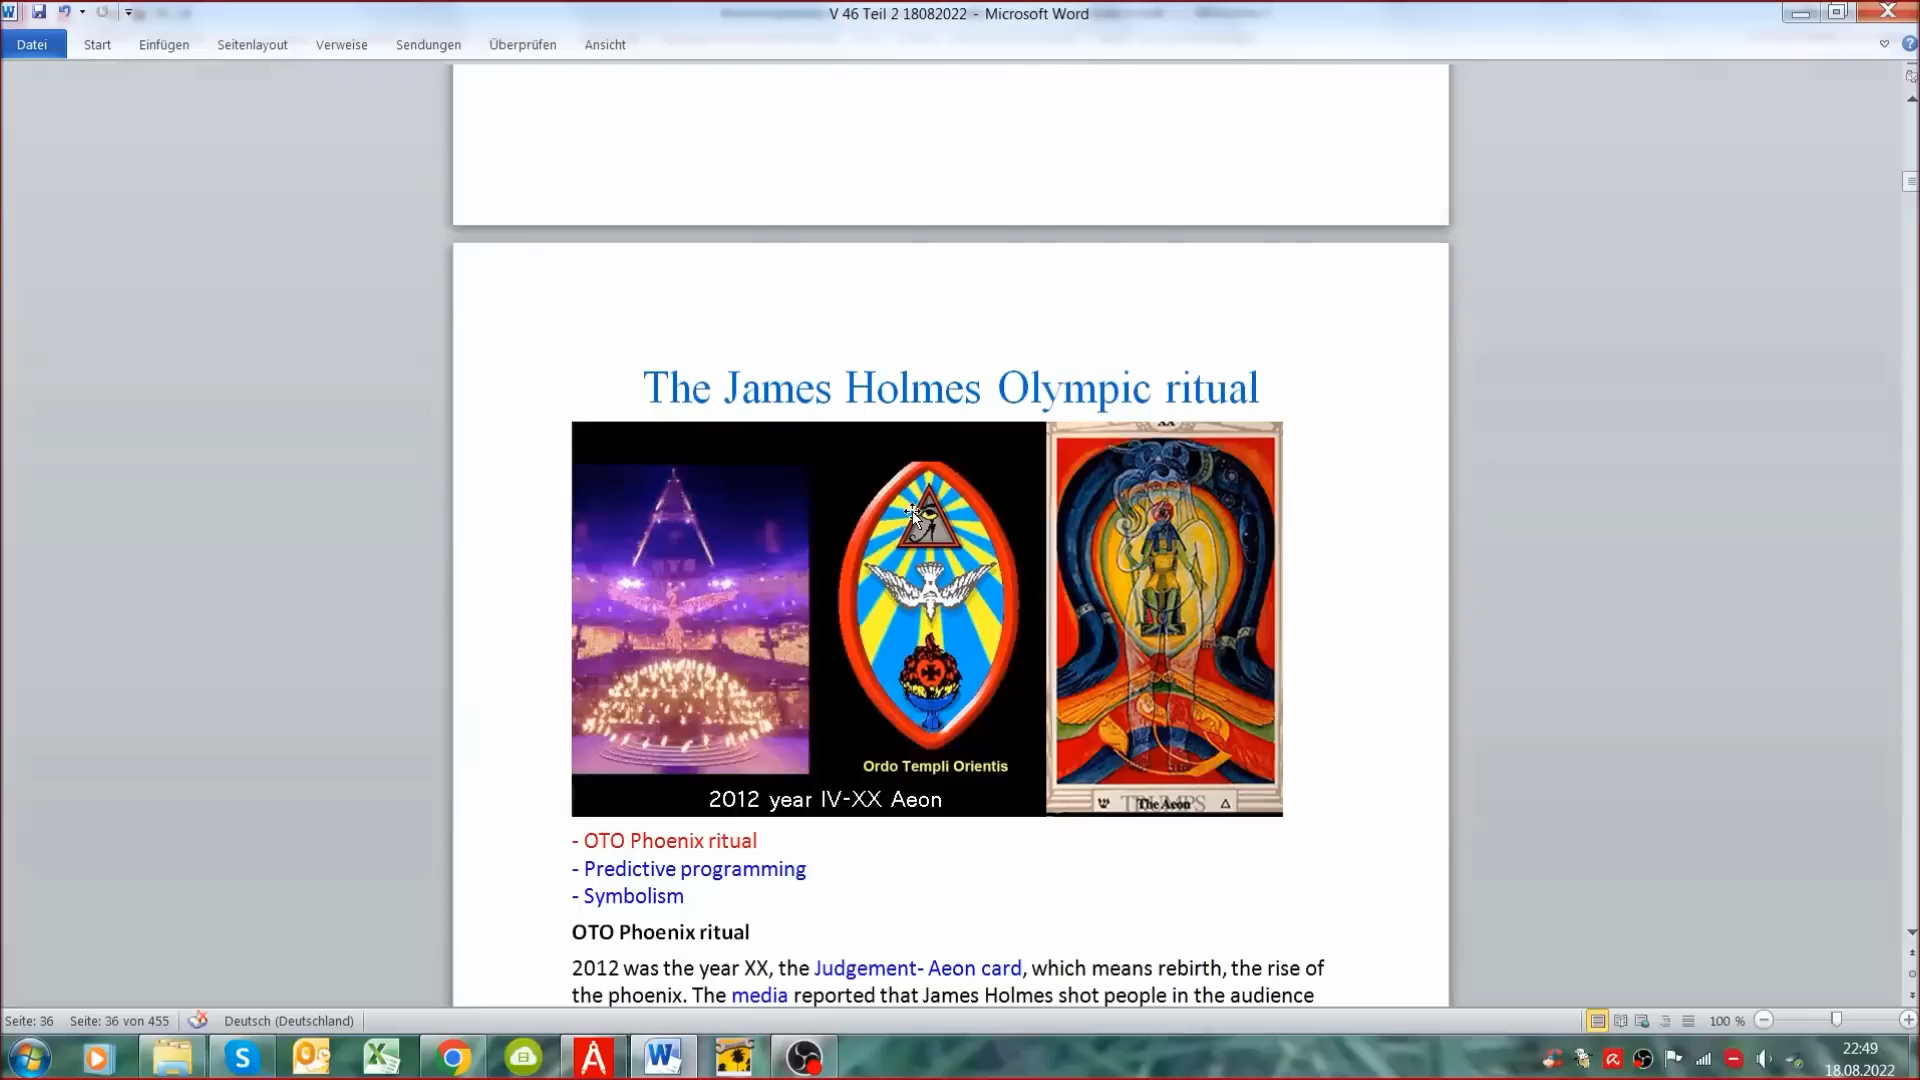 V 46 Teil 2 18082022 - Microsoft Word
Datei Start Einfügen Seitenlayout Verweise Sendungen Überprüfen Ansicht
The James Holmes Olympic ritual
XX
Ordo Templi Orientis
2012 year IV-XX Aeon
TRUMPS
The Aeon
- OTO Phoenix ritual
- Predictive programming
- Symbolism
OTO Phoenix ritual
2012 was the year XX, the Judgement- Aeon card, which means rebirth, the rise of
the phoenix. The media reported that James Holmes shot people in the audience
Seite: 36 Seite: 36 von 455 Deutsch (Deutschland) 100 %
22:49
18.08.2022